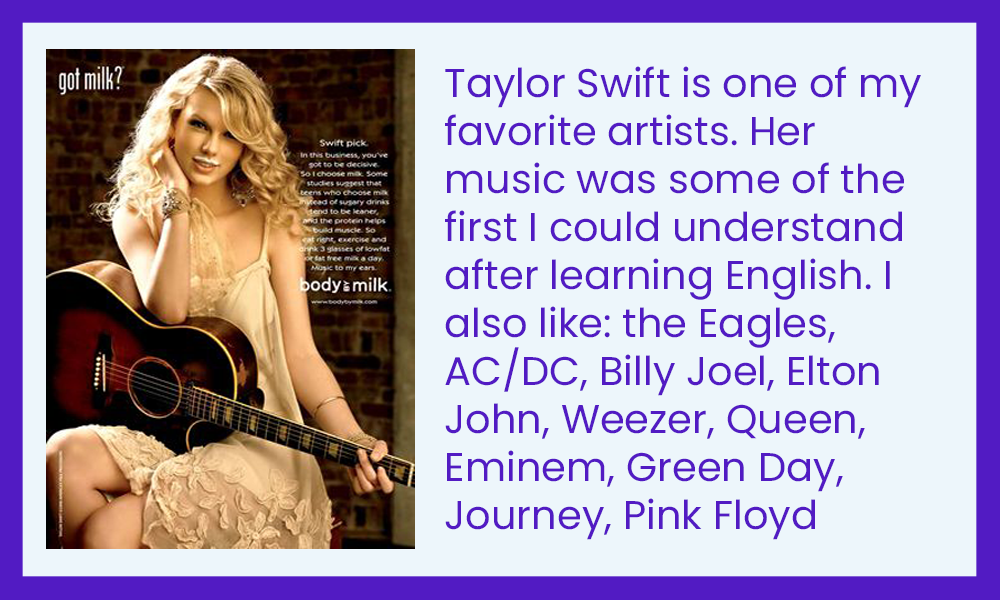 got milk?
Swift pick.
In this business, you've
got to be decisive.
So I choose milk. Some
studies suggest that
teens who choose milk
instead of sugary drinks
tend to be leaner,
and the protein helps
build muscle. So
eat right, exercise and
drink 3 glasses of lowfat
or fat free milk a day.
Music to my ears.
body by milk.
www.bodybymilk.com
Taylor Swift is one of my
favorite artists. Her
music was some of the
first I could understand
after learning English. I
also like: the Eagles,
AC/DC, Billy Joel, Elton
John, Weezer, Queen,
Eminem, Green Day,
Journey, Pink Floyd